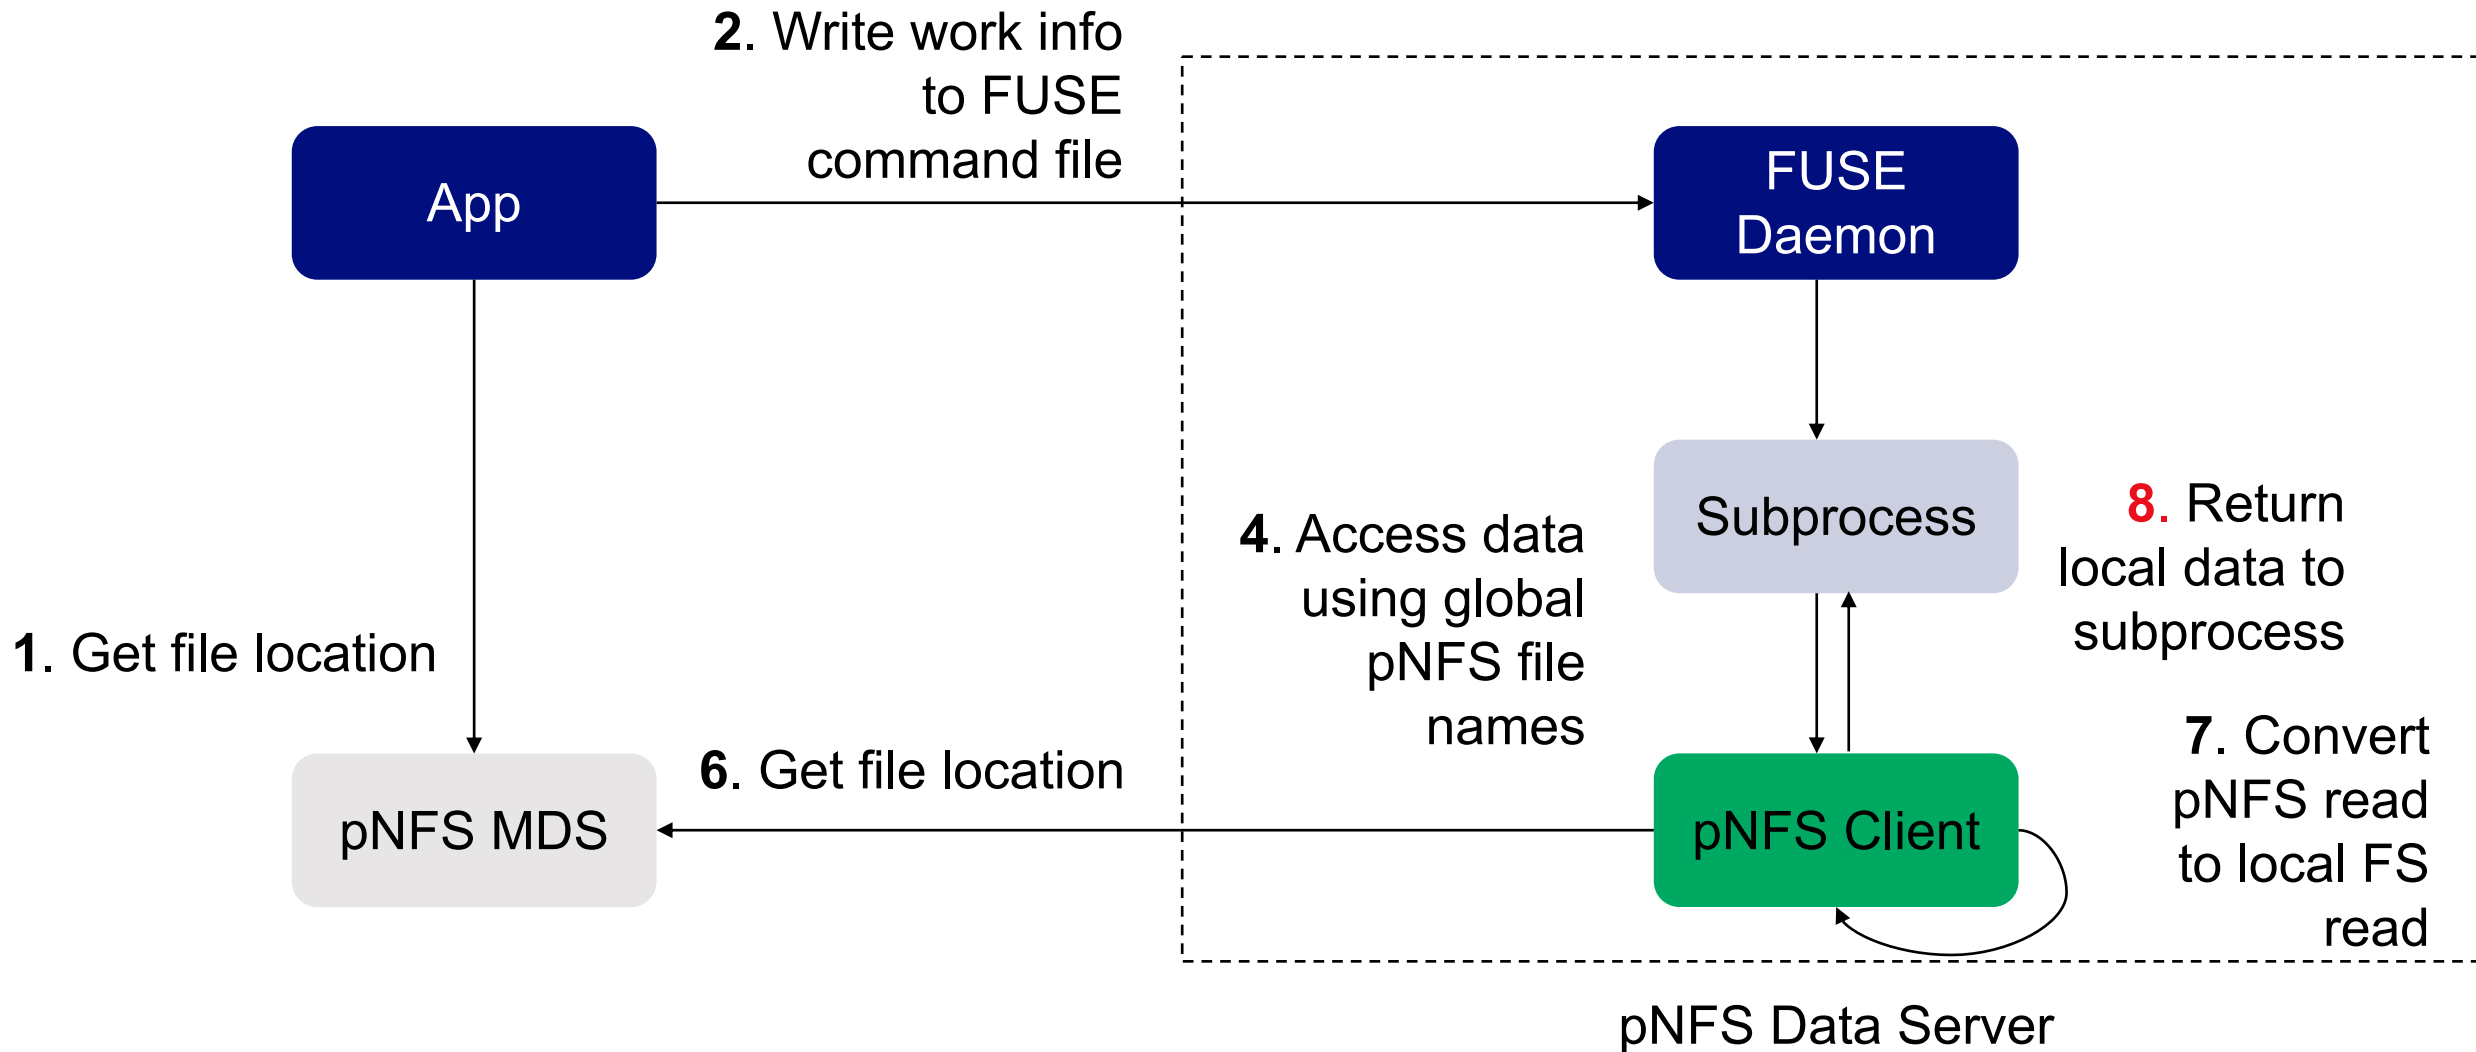 2. Write work info
to FUSE
command file
App
FUSE
Daemon
Subprocess
8. Return
local data to
subprocess
4. Access data
using global
pNFS file
names
1. Get file location
6. Get file location
7. Convert
pNFS read
to local FS
read
pNFS MDS
pNFS Client
pNFS Data Server